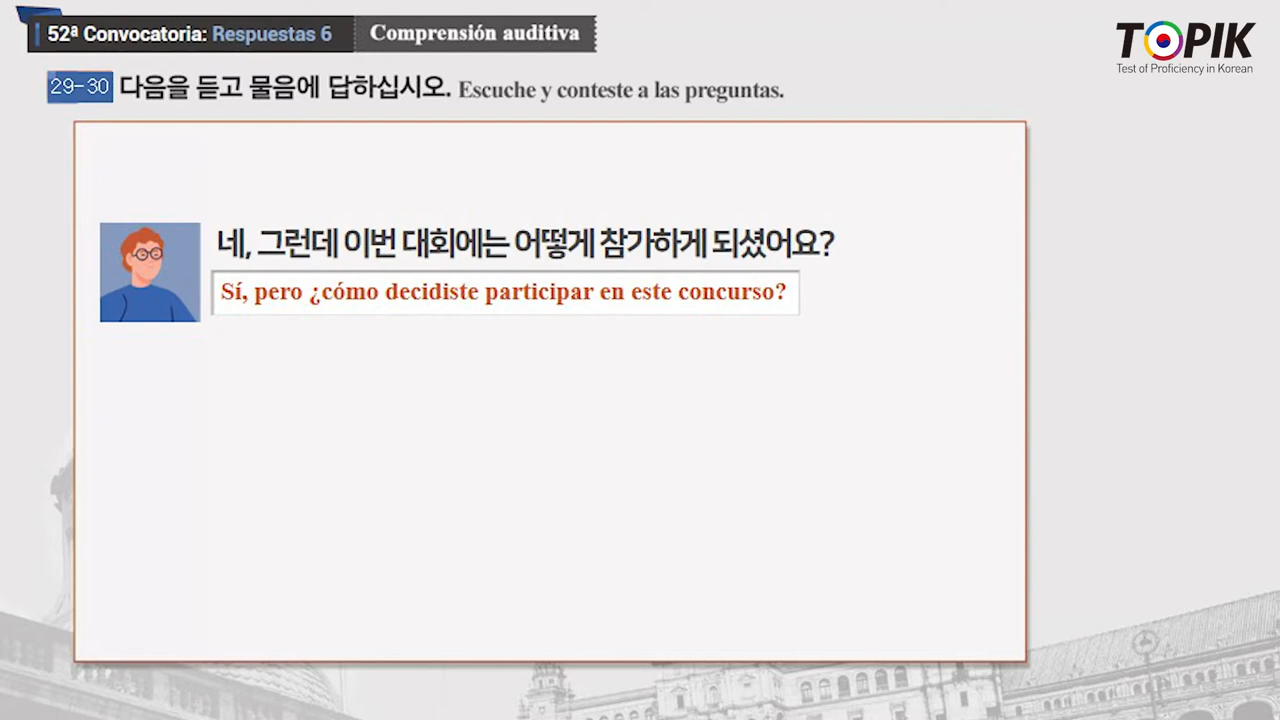 52ª Convocatoria: Respuestas 6
Comprensión auditiva
TOPIK
Test of Proficiency in Korean
29-30 다음을 듣고 물음에 답하십시오. Escuche y conteste a las preguntas.
네, 그런데 이번 대회에는 어떻게 참가하게 되셨어요?
Sí, pero ¿cómo decidiste participar en este concurso?